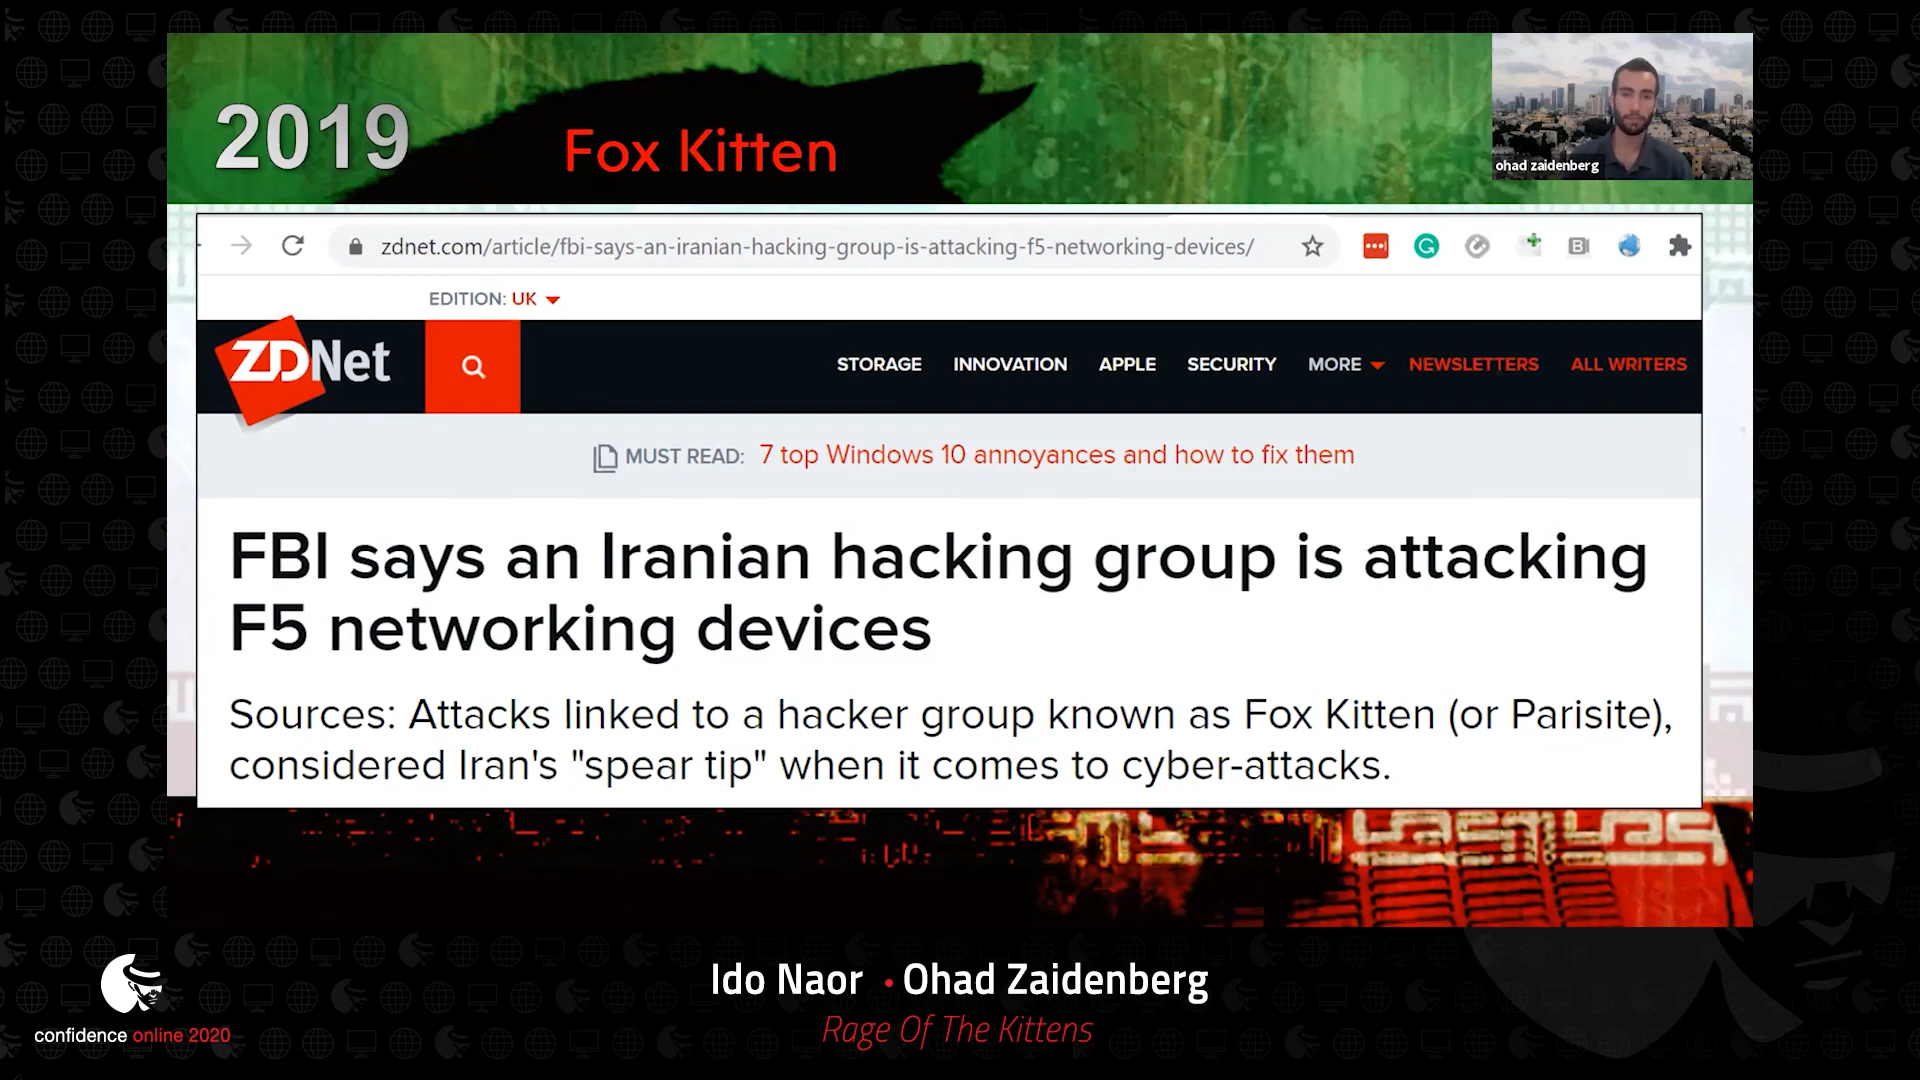 2019
Fox Kitten
ohad zaidenberg
zdnet.com/article/fbi-says-an-iranian-hacking-group-is-attacking-f5-networking-devices/
EDITION: UK
ZDNet
STORAGE INNOVATION APPLE SECURITY MORE NEWSLETTERS ALL WRITERS
MUST READ: 7 top Windows 10 annoyances and how to fix them
FBI says an Iranian hacking group is attacking
F5 networking devices
Sources: Attacks linked to a hacker group known as Fox Kitten (or Parisite),
considered Iran's "spear tip" when it comes to cyber-attacks.
Ido Naor • Ohad Zaidenberg
Rage Of The Kittens
confidence online 2020